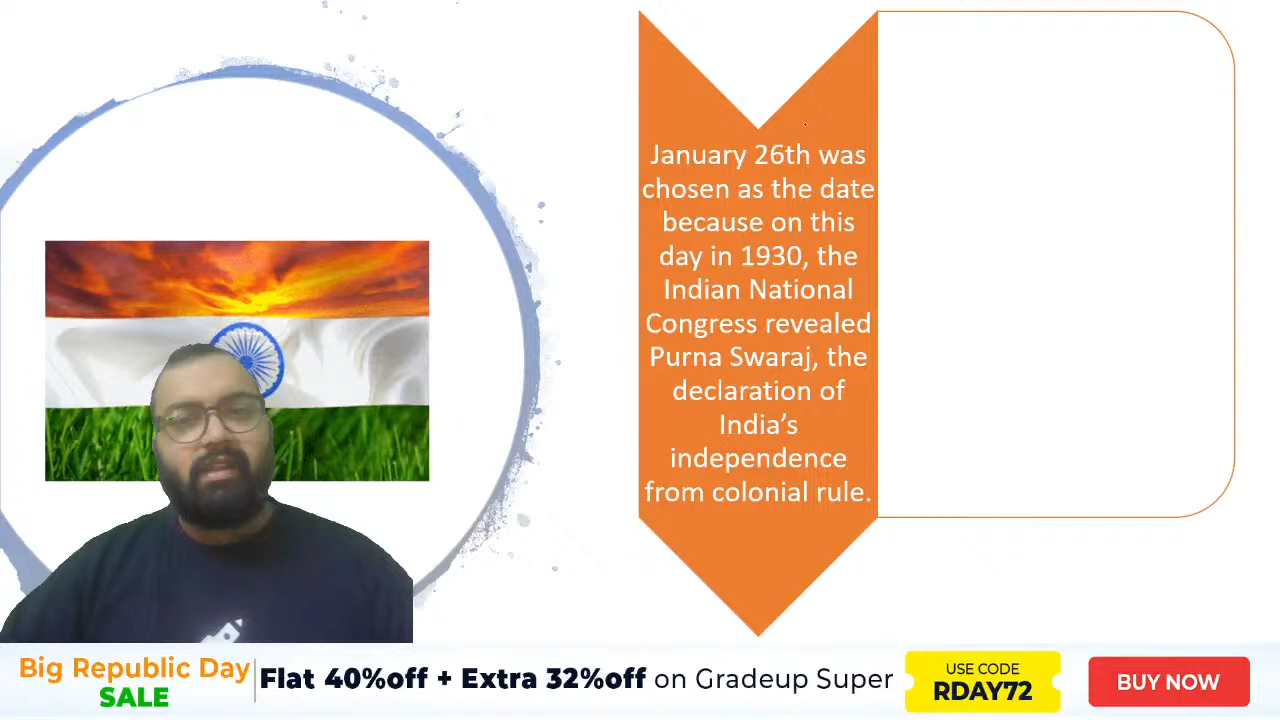 January 26th was
chosen as the date
because on this
day in 1930, the
Indian National
Congress revealed
Purna Swaraj, the
declaration of
India’s
independence
from colonial rule.
Big Republic Day
SALE
Flat 40%off + Extra 32%off on Gradeup Super
USE CODE
RDAY72
BUY NOW